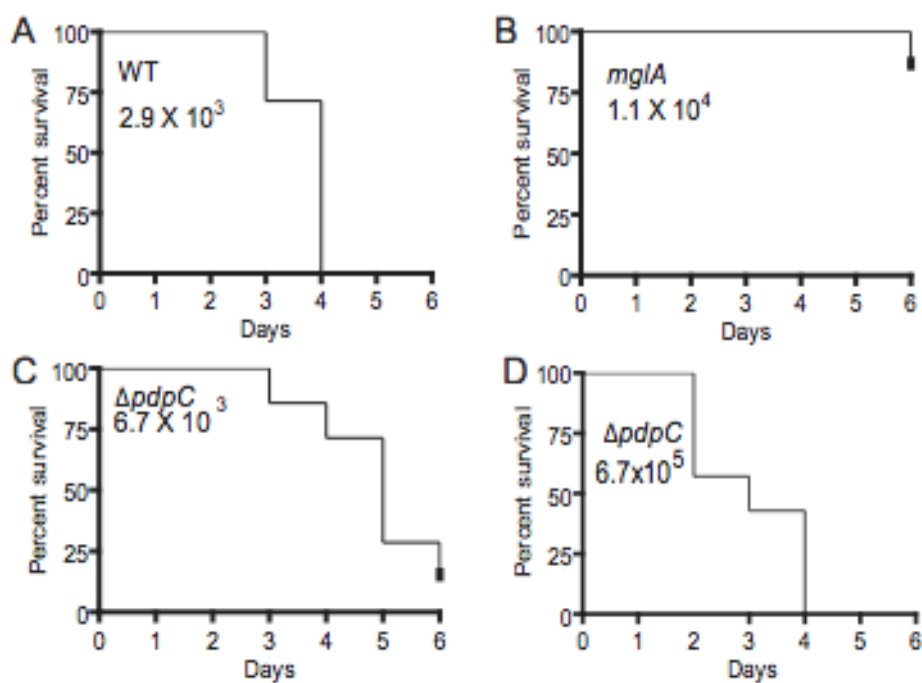 A
Percent survival
100
75
50
25
0
WT
2.9 X 10³
0 1 2 3 4 5 6
Days
B
Percent survival
100
75
50
25
0
mglA
1.1 X 10⁴
0 1 2 3 4 5 6
Days
C
Percent survival
100
75
50
25
0
ΔpdpC
6.7 X 10³
0 1 2 3 4 5 6
Days
D
Percent survival
100
75
50
25
0
ΔpdpC
6.7x10⁵
0 1 2 3 4 5 6
Days